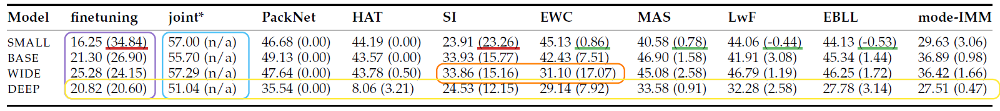 Model finetuning joint* PackNet HAT SI EWC MAS LwF EBLL mode-IMM
SMALL 16.25 (34.84) 57.00 (n/a) 46.68 (0.00) 44.19 (0.00) 23.91 (23.26) 45.13 (0.86) 40.58 (0.78) 44.06 (-0.44) 44.13 (-0.53) 29.63 (3.06)
BASE 21.30 (26.90) 55.70 (n/a) 49.13 (0.00) 43.57 (0.00) 33.93 (15.77) 42.43 (7.51) 46.90 (1.58) 41.91 (3.08) 45.34 (1.44) 36.89 (0.98)
WIDE 25.28 (24.15) 57.29 (n/a) 47.64 (0.00) 43.78 (0.50) 33.86 (15.16) 31.10 (17.07) 45.08 (2.58) 46.79 (1.19) 46.25 (1.72) 36.42 (1.66)
DEEP 20.82 (20.60) 51.04 (n/a) 35.54 (0.00) 8.06 (3.21) 24.53 (12.15) 29.14 (7.92) 33.58 (0.91) 32.28 (2.58) 27.78 (3.14) 27.51 (0.47)